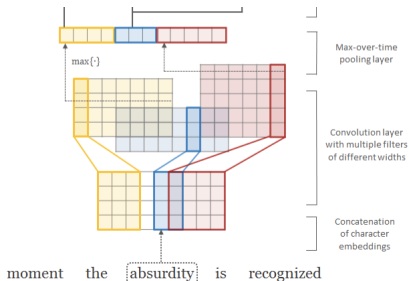 Max-over-time
pooling layer
max(·)
Convolution layer
with multiple filters
of different widths
Concatenation
of character
embeddings
moment the absurdity is recognized